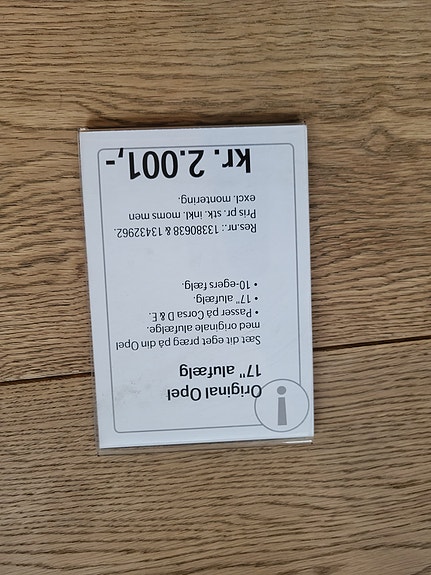 Original Opel
17" alufælg
Sæt dit eget præg på din Opel
med originale alufælge.
• Passer på Corsa D & E.
• 17" alufælg.
• 10-egers fælg.
Res.nr.: 13380638 & 13432962.
Pris pr. stk. inkl. moms men
excl. montering.
kr. 2.001,-